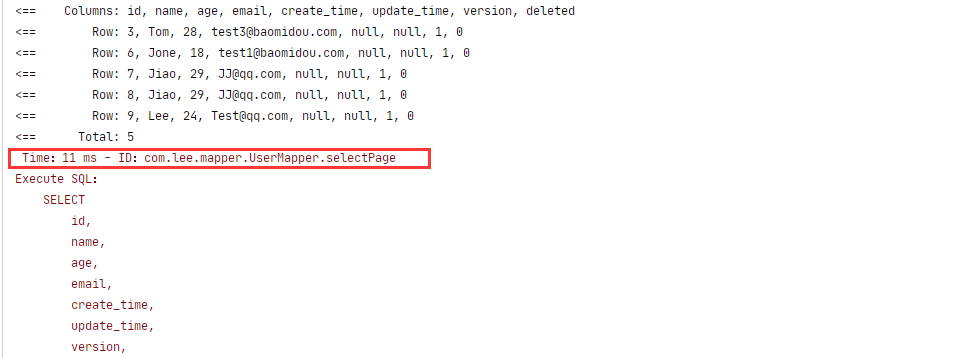 <==    Columns: id, name, age, email, create_time, update_time, version, deleted
<==        Row: 3, Tom, 28, test3@baomidou.com, null, null, 1, 0
<==        Row: 6, Jone, 18, test1@baomidou.com, null, null, 1, 0
<==        Row: 7, Jiao, 29, JJ@qq.com, null, null, 1, 0
<==        Row: 8, Jiao, 29, JJ@qq.com, null, null, 1, 0
<==        Row: 9, Lee, 24, Test@qq.com, null, null, 1, 0
<==      Total: 5
 Time：11 ms - ID：com.lee.mapper.UserMapper.selectPage
Execute SQL：
    SELECT
        id,
        name,
        age,
        email,
        create_time,
        update_time,
        version,